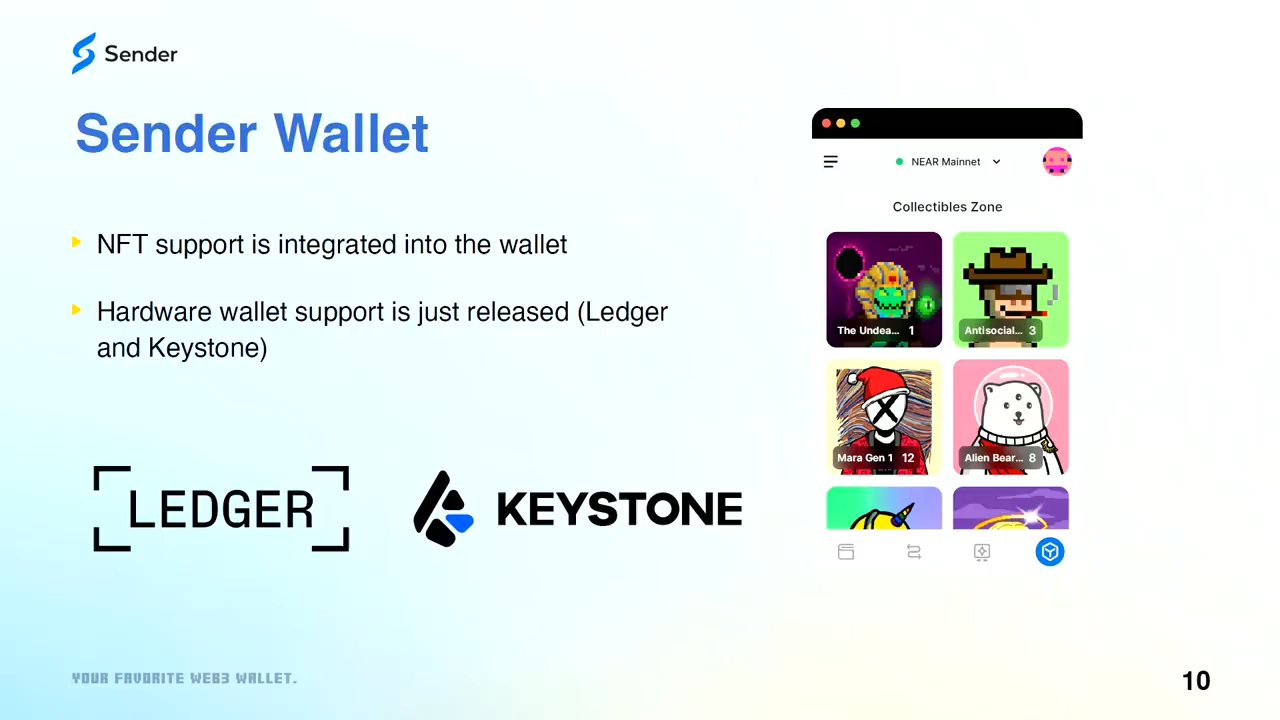 Sender
Sender Wallet
NFT support is integrated into the wallet
Hardware wallet support is just released (Ledger
and Keystone)
LEDGER
KEYSTONE
NEAR Mainnet
Collectibles Zone
The Undea... 1
Antisocial... 3
Mara Gen 1 12
Alien Bear... 8
YOUR FAVORITE WEB3 WALLET.
10